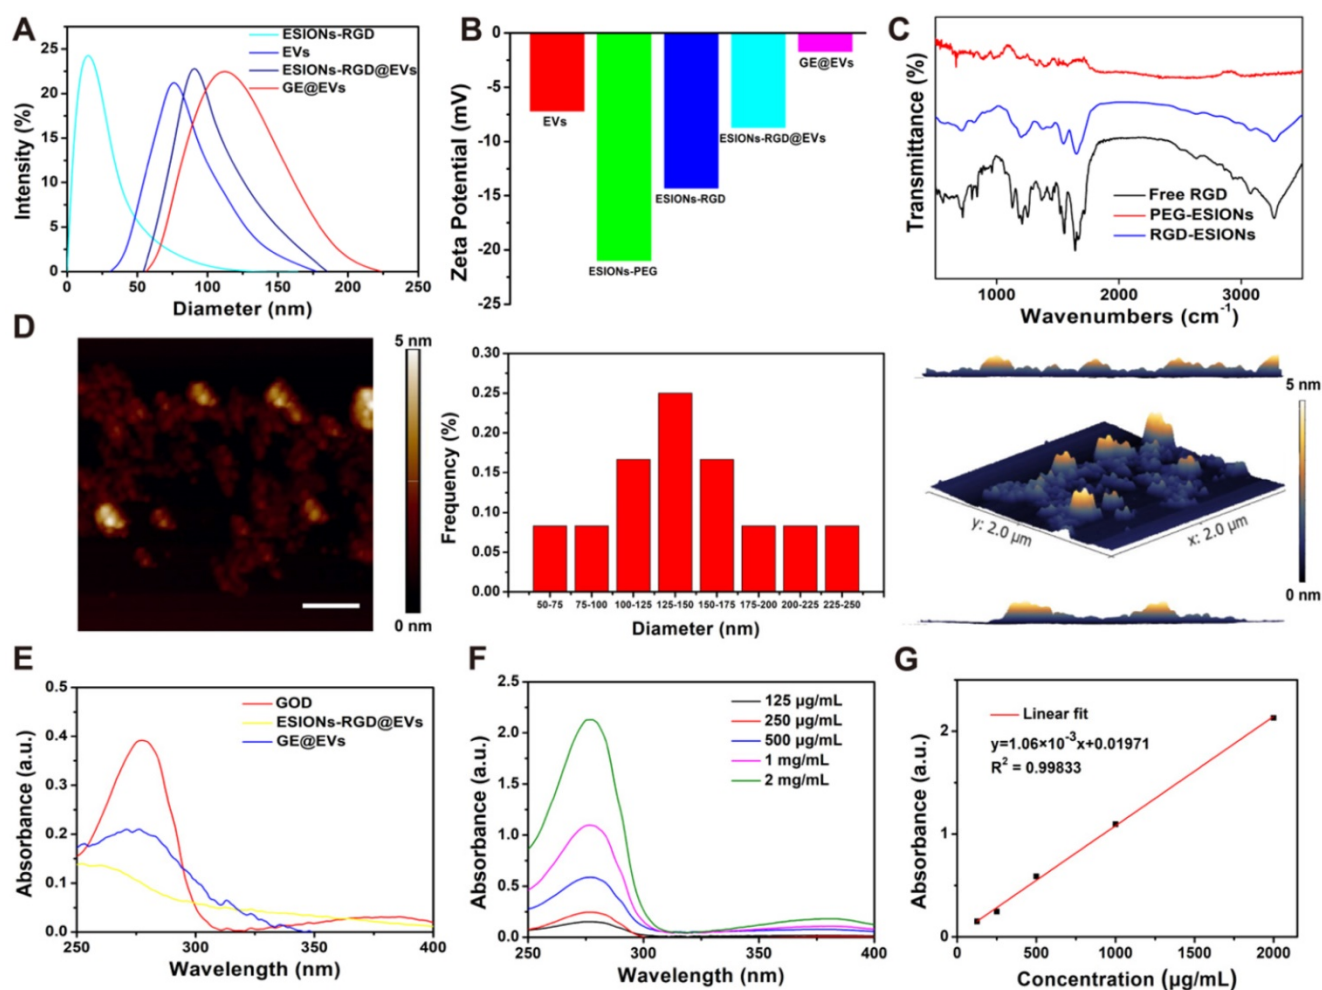 A
ESIONs-RGD
EVs
ESIONs-RGD@EVs
GE@EVs
Intensity (%)
0
5
10
15
20
25
0
50
100
150
200
250
Diameter (nm)
B
Zeta Potential (mV)
0
-5
-10
-15
-20
-25
EVs
ESIONs-PEG
ESIONs-RGD
ESIONs-RGD@EVs
GE@EVs
C
Transmittance (%)
Free RGD
PEG-ESIONs
RGD-ESIONs
1000
2000
3000
Wavenumbers (cm-1)
D
5 nm
0 nm
Frequency (%)
0.30
0.25
0.20
0.15
0.10
0.05
0.00
50-75
75-100
100-125
125-150
150-175
175-200
200-225
225-250
Diameter (nm)
5 nm
0 nm
y: 2.0 µm
x: 2.0 µm
E
Absorbance (a.u.)
0.5
0.4
0.3
0.2
0.1
0.0
GOD
ESIONs-RGD@EVs
GE@EVs
250
300
350
400
Wavelength (nm)
F
Absorbance (a.u.)
2.5
2.0
1.5
1.0
0.5
0.0
125 µg/mL
250 µg/mL
500 µg/mL
1 mg/mL
2 mg/mL
250
300
350
400
Wavelength (nm)
G
Absorbance (a.u.)
2
1
0
Linear fit
y=1.06×10-3x+0.01971
R2 = 0.99833
0
500
1000
1500
2000
Concentration (µg/mL)